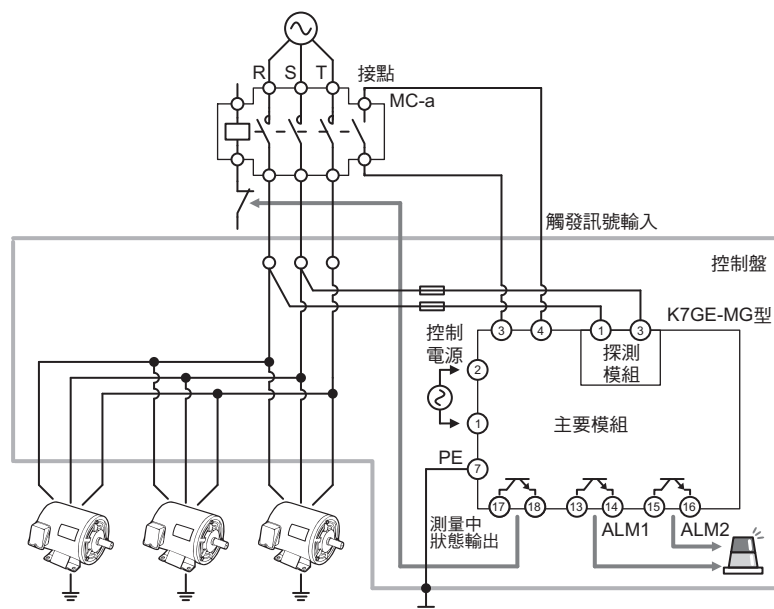 R S T 接點
MC-a
觸發訊號輸入
控制盤
K7GE-MG型
3 4 1 3
控制
電源
探測
模組
2
1
主要模組
PE
7
17 18 13 14 15 16
測量中
狀態輸出
ALM1 ALM2